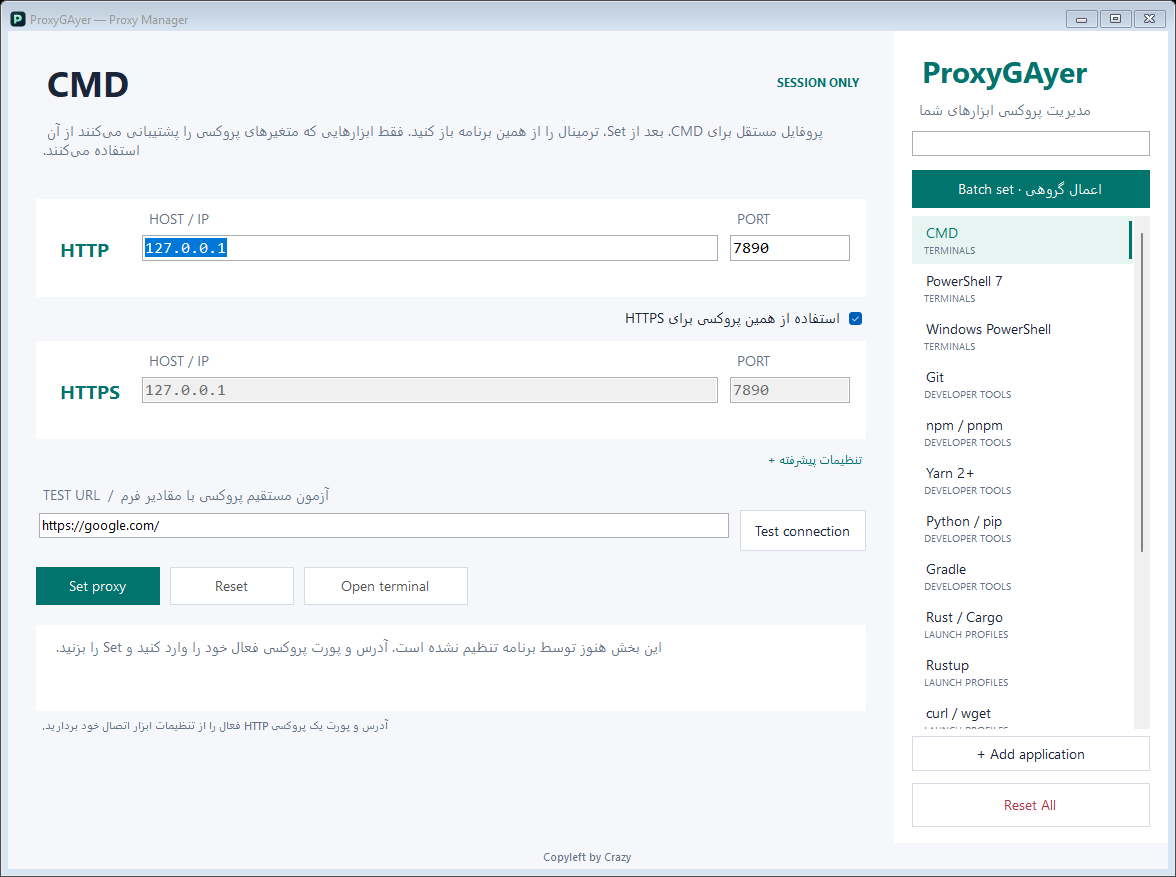 ProxyGAyer — Proxy Manager
CMD
SESSION ONLY
پروفایل مستقل برای CMD. بعد از Set، ترمینال را از همین برنامه باز کنید. فقط ابزارهایی که متغیرهای پروکسی را پشتیبانی می‌کنند از آن
استفاده می‌کنند.
HOST / IP
PORT
HTTP
127.0.0.1
7890
استفاده از همین پروکسی برای HTTPS
HOST / IP
PORT
HTTPS
127.0.0.1
7890
تنظیمات پیشرفته +
TEST URL / آزمون مستقیم پروکسی با مقادیر فرم
https://google.com/
Test connection
Set proxy
Reset
Open terminal
این بخش هنوز توسط برنامه تنظیم نشده است. آدرس و پورت پروکسی فعال خود را وارد کنید و Set را بزنید.
آدرس و پورت یک پروکسی HTTP فعال را از تنظیمات ابزار اتصال خود بردارید.
ProxyGAyer
مدیریت پروکسی ابزارهای شما
Batch set · اعمال گروهی
CMD
TERMINALS
PowerShell 7
TERMINALS
Windows PowerShell
TERMINALS
Git
DEVELOPER TOOLS
npm / pnpm
DEVELOPER TOOLS
Yarn 2+
DEVELOPER TOOLS
Python / pip
DEVELOPER TOOLS
Gradle
DEVELOPER TOOLS
Rust / Cargo
LAUNCH PROFILES
Rustup
LAUNCH PROFILES
curl / wget
LAUNCH PROFILES
+ Add application
Reset All
Copyleft by Crazy